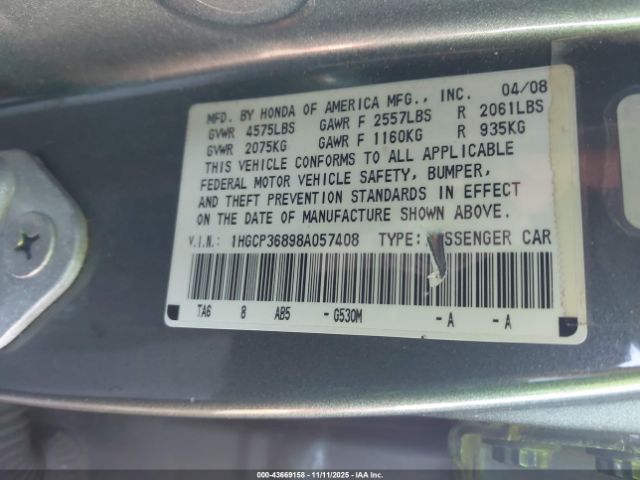 MFD. BY HONDA OF AMERICA MFG., INC. 04/08
GVWR 4575LBS GAWR F 2557LBS R 2061LBS
GVWR 2075KG GAWR F 1160KG R 935KG
THIS VEHICLE CONFORMS TO ALL APPLICABLE
FEDERAL MOTOR VEHICLE SAFETY, BUMPER,
AND THEFT PREVENTION STANDARDS IN EFFECT
ON THE DATE OF MANUFACTURE SHOWN ABOVE.
V.I.N.: 1HGCP36898A057408 TYPE: PASSENGER CAR
TA6 8 AB5 - G530M - A - A
000-43669158 - 11/11/2025 - IAA Inc.